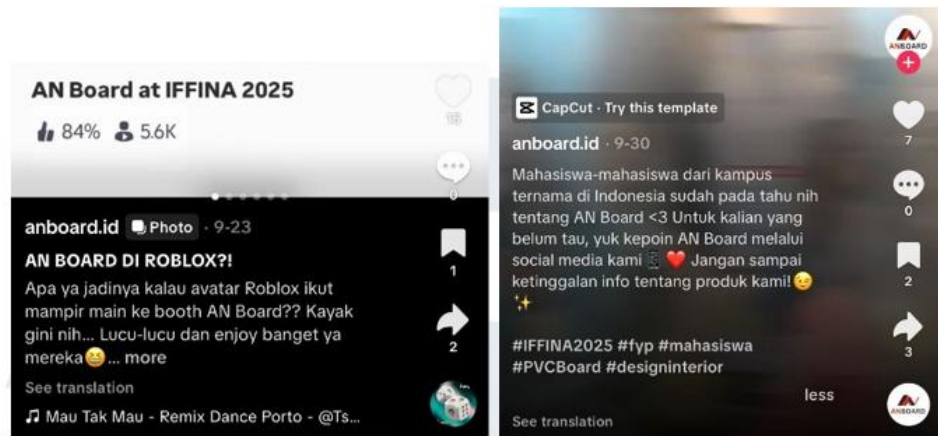 AN Board at IFFINA 2025
84% 5.6K
15
0
anboard.id Photo · 9-23
AN BOARD DI ROBLOX?!
1
Apa ya jadinya kalau avatar Roblox ikut
mampir main ke booth AN Board?? Kayak
gini nih... Lucu-lucu dan enjoy banget ya
mereka😆... more
2
See translation
♫ Mau Tak Mau - Remix Dance Porto - @Ts...
ANBOARD
CapCut · Try this template
anboard.id · 9-30
7
Mahasiswa-mahasiswa dari kampus
ternama di Indonesia sudah pada tahu nih
tentang AN Board <3 Untuk kalian yang
belum tau, yuk kepoin AN Board melalui
social media kami 📱 ❤️ Jangan sampai
ketinggalan info tentang produk kami!😉
✨
0
2
3
#IFFINA2025 #fyp #mahasiswa
#PVCBoard #designinterior
less
See translation
ANBOARD